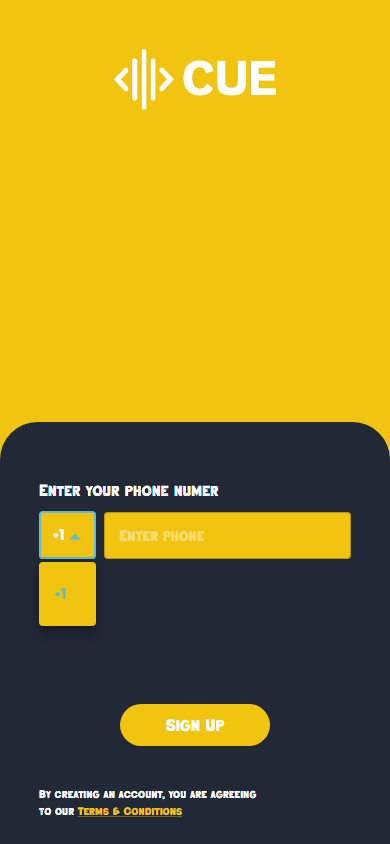 CUE
Enter your phone numer
+1
Enter phone
+1
Sign Up
By creating an account, you are agreeing
to our Terms & Conditions